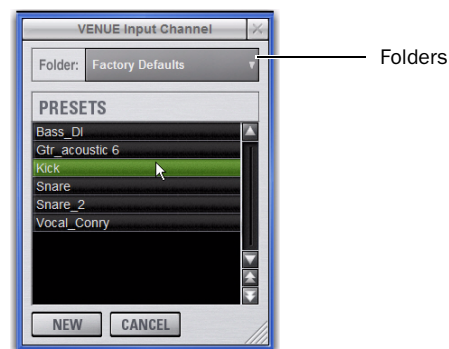 VENUE Input Channel
Folder: Factory Defaults
Folders
PRESETS
Bass_DI
Gtr_acoustic 6
Kick
Snare
Snare_2
Vocal_Conry
NEW CANCEL